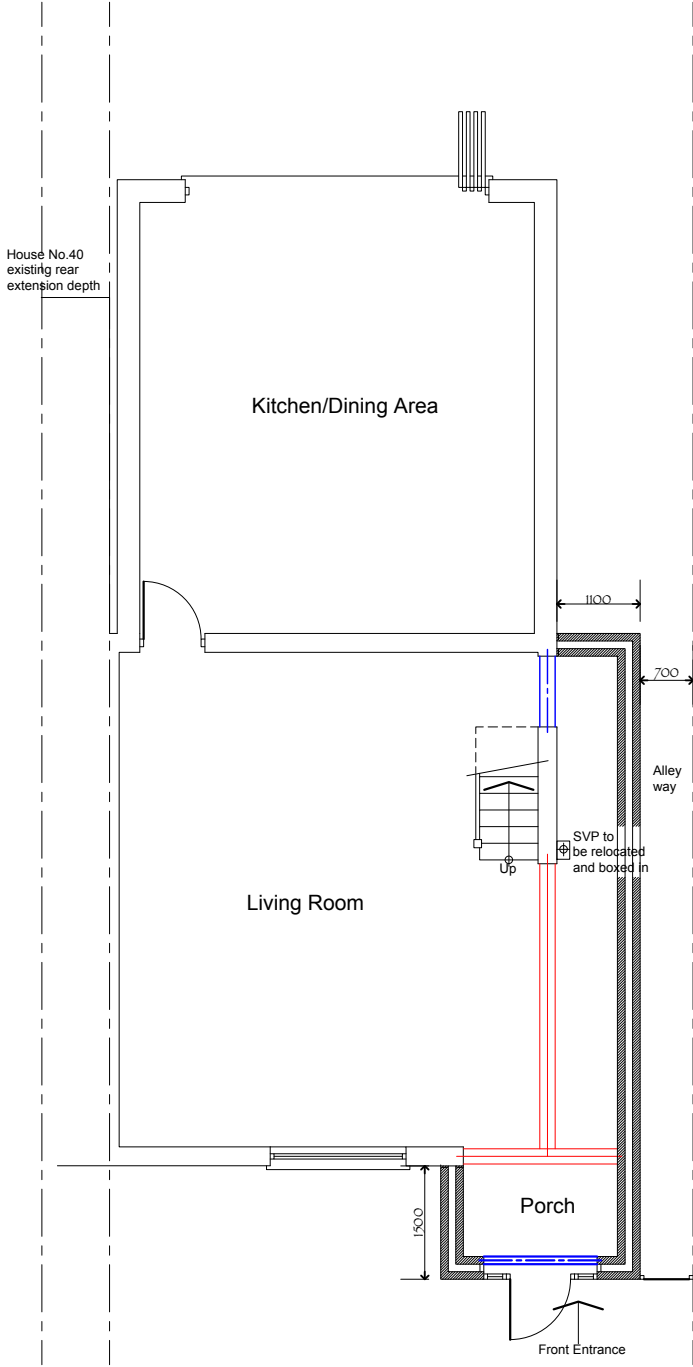 House No.40
existing rear
extension depth
Kitchen/Dining Area
1100
700
Alley
way
SVP to
be relocated
and boxed in
Up
Living Room
1500
Porch
Front Entrance